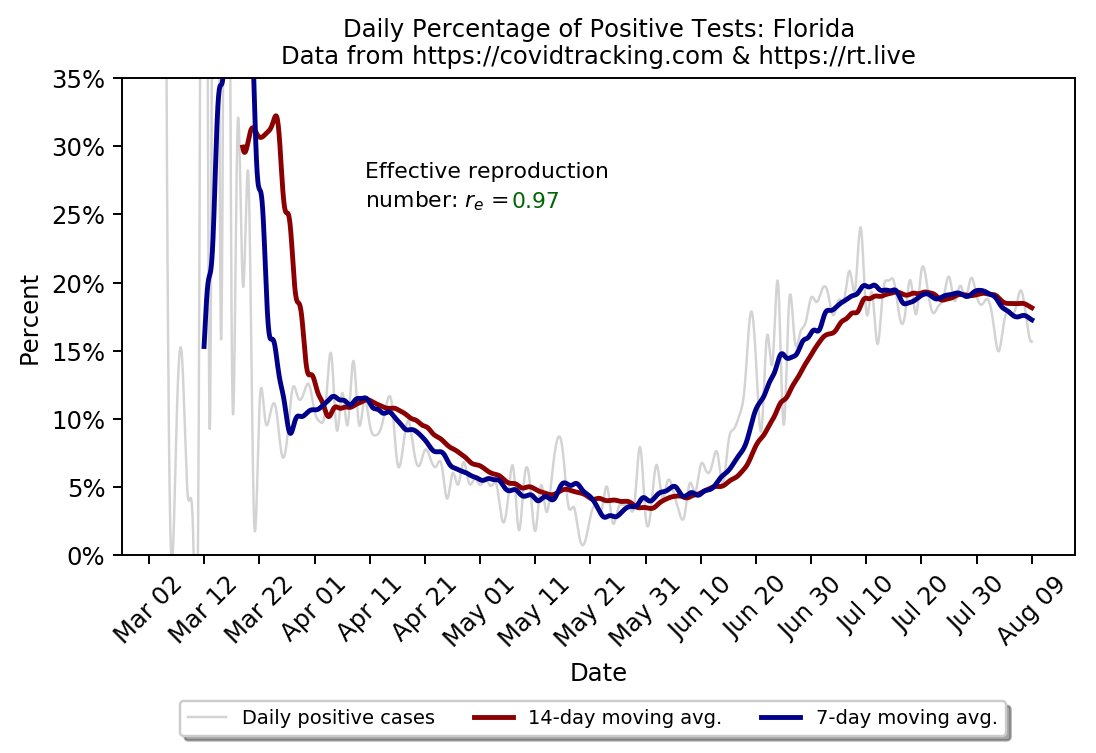 Daily Percentage of Positive Tests: Florida
Data from https://covidtracking.com & https://rt.live
35%
30%
25%
20%
15%
10%
5%
0%
Percent
Effective reproduction
number: re = 0.97
Mar 02
Mar 12
Mar 22
Apr 01
Apr 11
Apr 21
May 01
May 11
May 21
May 31
Jun 10
Jun 20
Jun 30
Jul 10
Jul 20
Jul 30
Aug 09
Date
Daily positive cases
14-day moving avg.
7-day moving avg.